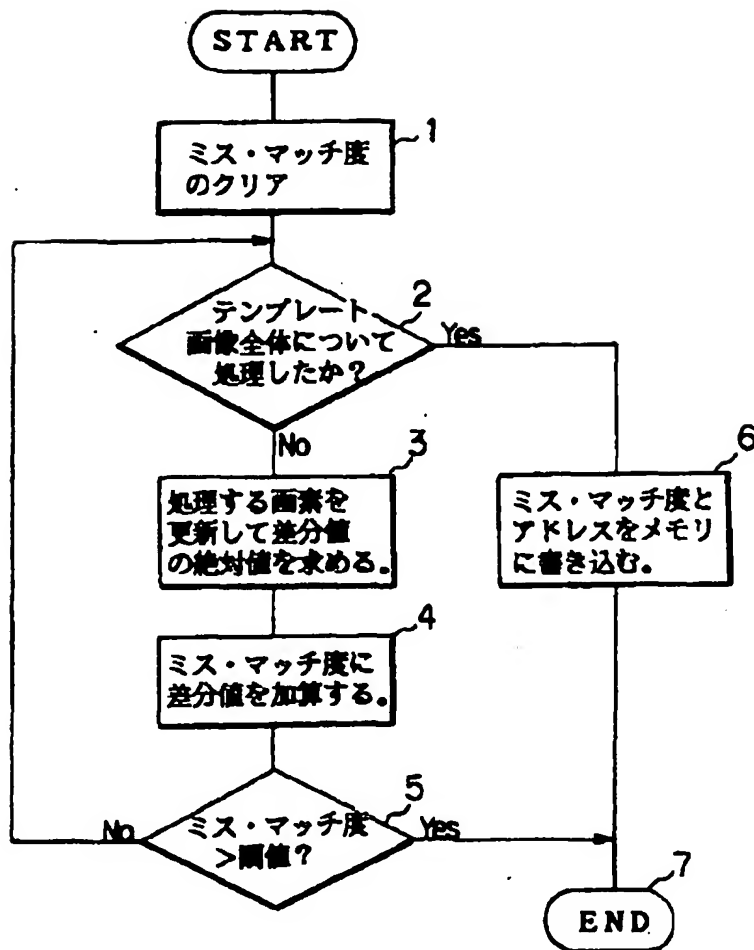 START
1
ミス・マッチ度
のクリア
2
テンプレート
画像全体について
処理したか?
Yes
No
3
処理する画素を
更新して差分値
の絶対値を求める。
6
ミス・マッチ度と
アドレスをメモリ
に書き込む。
4
ミス・マッチ度に
差分値を加算する。
5
ミス・マッチ度
>閾値?
No
Yes
7
END